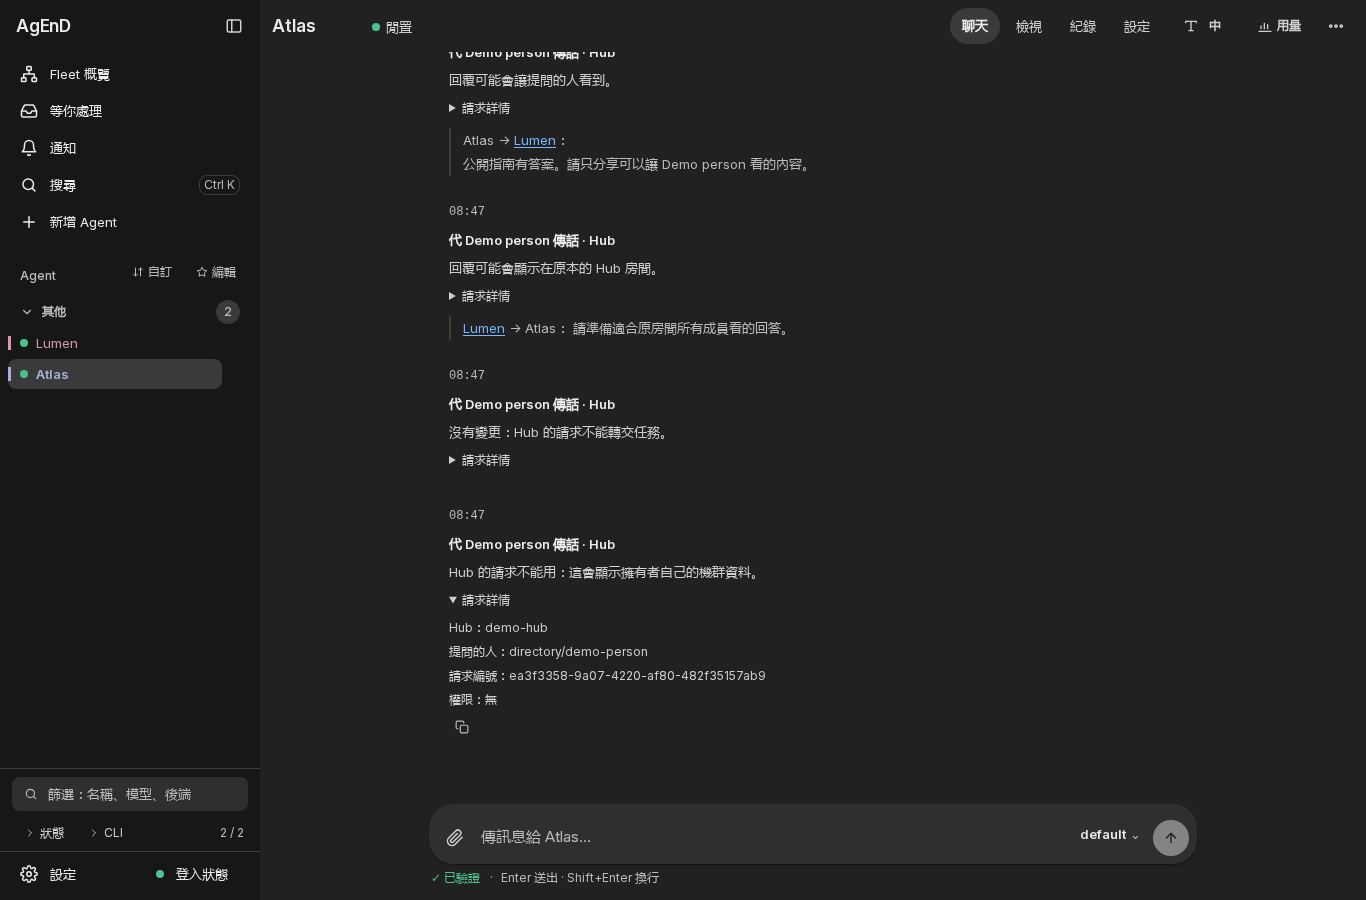 AgEnD
Fleet 概覽
等你處理
通知
搜尋
Ctrl K
新增 Agent
Agent
自訂
編輯
其他
2
Lumen
Atlas
篩選：名稱、模型、後端
狀態
CLI
2 / 2
設定
登入狀態
Atlas
閒置
聊天
檢視
紀錄
設定
中
用量
代 Demo person 傳話 · Hub
回覆可能會讓提問的人看到。
請求詳情
Atlas → Lumen：
公開指南有答案。請只分享可以讓 Demo person 看的內容。
08:47
代 Demo person 傳話 · Hub
回覆可能會顯示在原本的 Hub 房間。
請求詳情
Lumen → Atlas： 請準備適合原房間所有成員看的回答。
08:47
代 Demo person 傳話 · Hub
沒有變更：Hub 的請求不能轉交任務。
請求詳情
08:47
代 Demo person 傳話 · Hub
Hub 的請求不能用：這會顯示擁有者自己的機群資料。
請求詳情
Hub：demo-hub
提問的人：directory/demo-person
請求編號：ea3f3358-9a07-4220-af80-482f35157ab9
權限：無
傳訊息給 Atlas...
default
✓ 已驗證 · Enter 送出 · Shift+Enter 換行